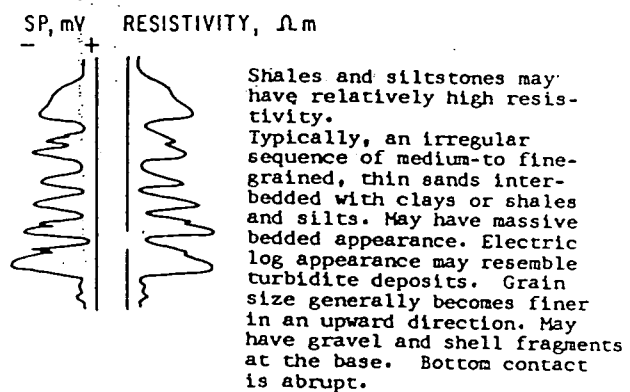 SP, mV RESISTIVITY, Ωm
− +
Shales and siltstones may
have relatively high resis-
tivity.
Typically, an irregular
sequence of medium-to fine-
grained, thin sands inter-
bedded with clays or shales
and silts. May have massive
bedded appearance. Electric
log appearance may resemble
turbidite deposits. Grain
size generally becomes finer
in an upward direction. May
have gravel and shell fragments
at the base. Bottom contact
is abrupt.